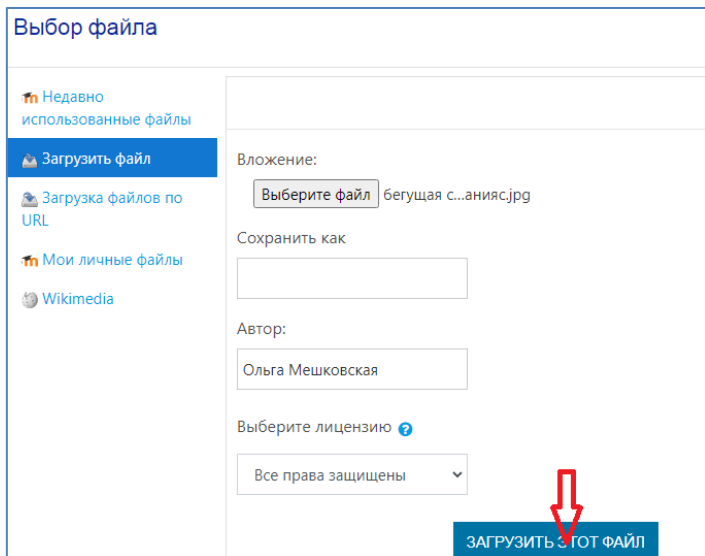 Выбор файла
Недавно
использованные файлы
Загрузить файл
Загрузка файлов по
URL
Мои личные файлы
Wikimedia
Вложение:
Выберите файл бегущая с...анияс.jpg
Сохранить как
Автор:
Ольга Мешковская
Выберите лицензию ?
Все права защищены
ЗАГРУЗИТЬ ЭТОТ ФАЙЛ